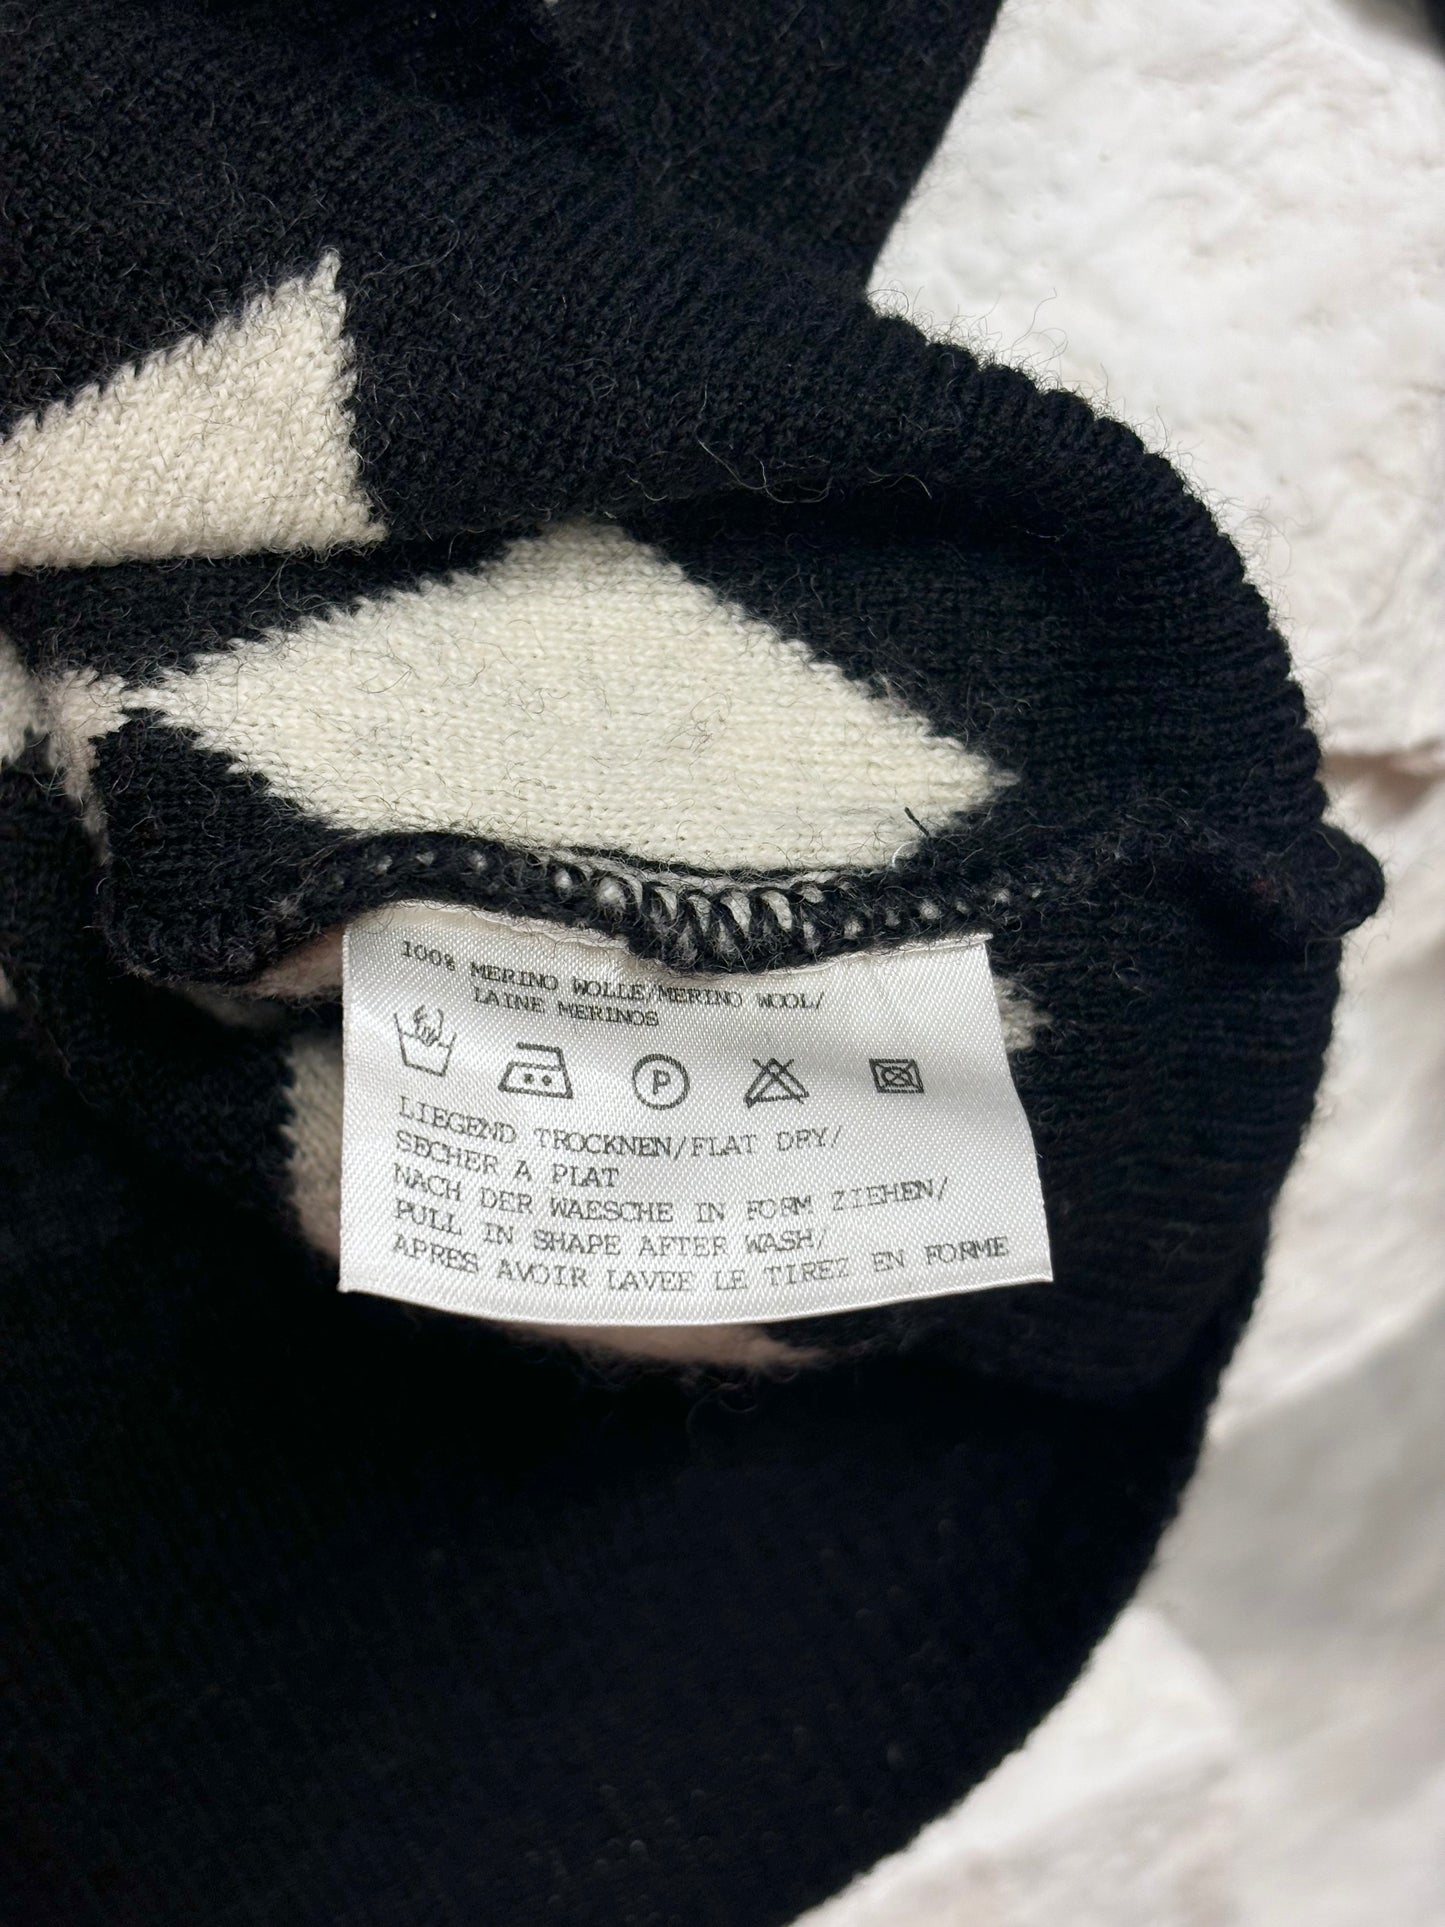 100% MERINO WOLLE/MERINO WOOL/
LAINE MERINOS
P
LIEGEND TROCKNEN/FLAT DRY/
SECHER A PLAT
NACH DER WAESCHE IN FORM ZIEHEN/
PULL IN SHAPE AFTER WASH/
APRES AVOIR LAVEE LE TIREZ EN FORME